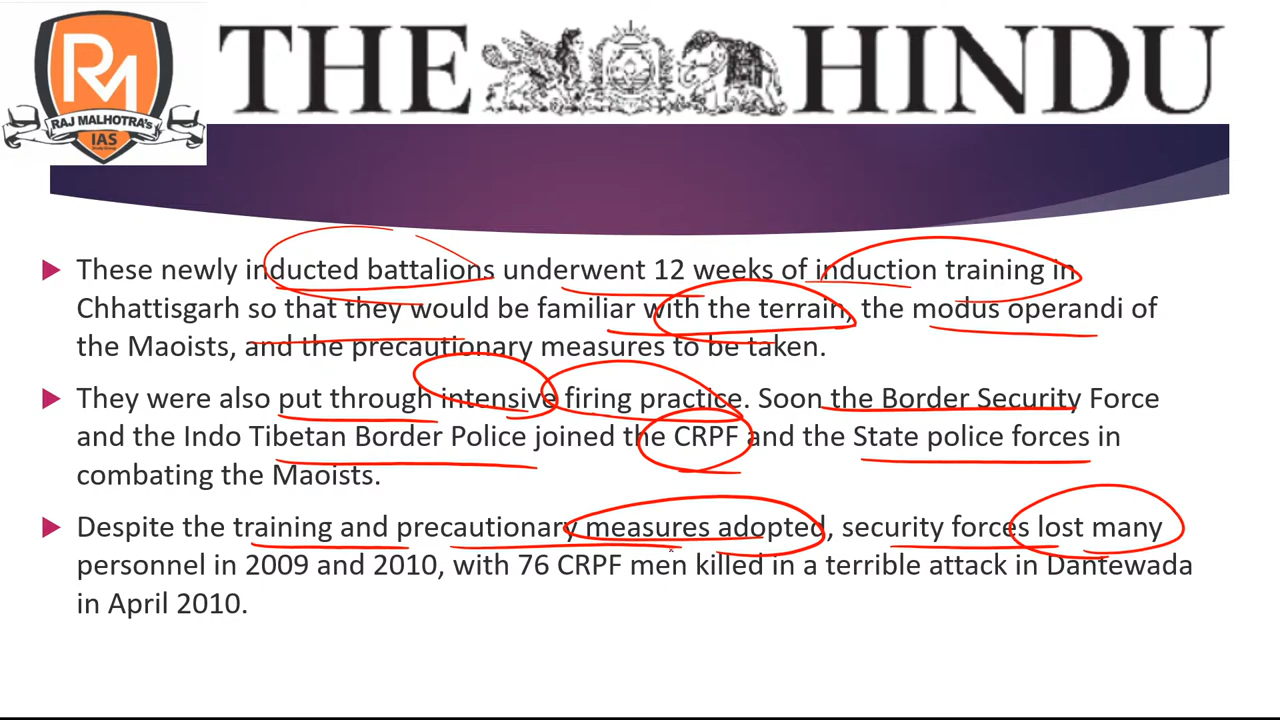 RM
RAJ MALHOTRA'S
IAS
THE HINDU
These newly inducted battalions underwent 12 weeks of induction training in
Chhattisgarh so that they would be familiar with the terrain, the modus operandi of
the Maoists, and the precautionary measures to be taken.
They were also put through intensive firing practice. Soon the Border Security Force
and the Indo Tibetan Border Police joined the CRPF and the State police forces in
combating the Maoists.
Despite the training and precautionary measures adopted, security forces lost many
personnel in 2009 and 2010, with 76 CRPF men killed in a terrible attack in Dantewada
in April 2010.